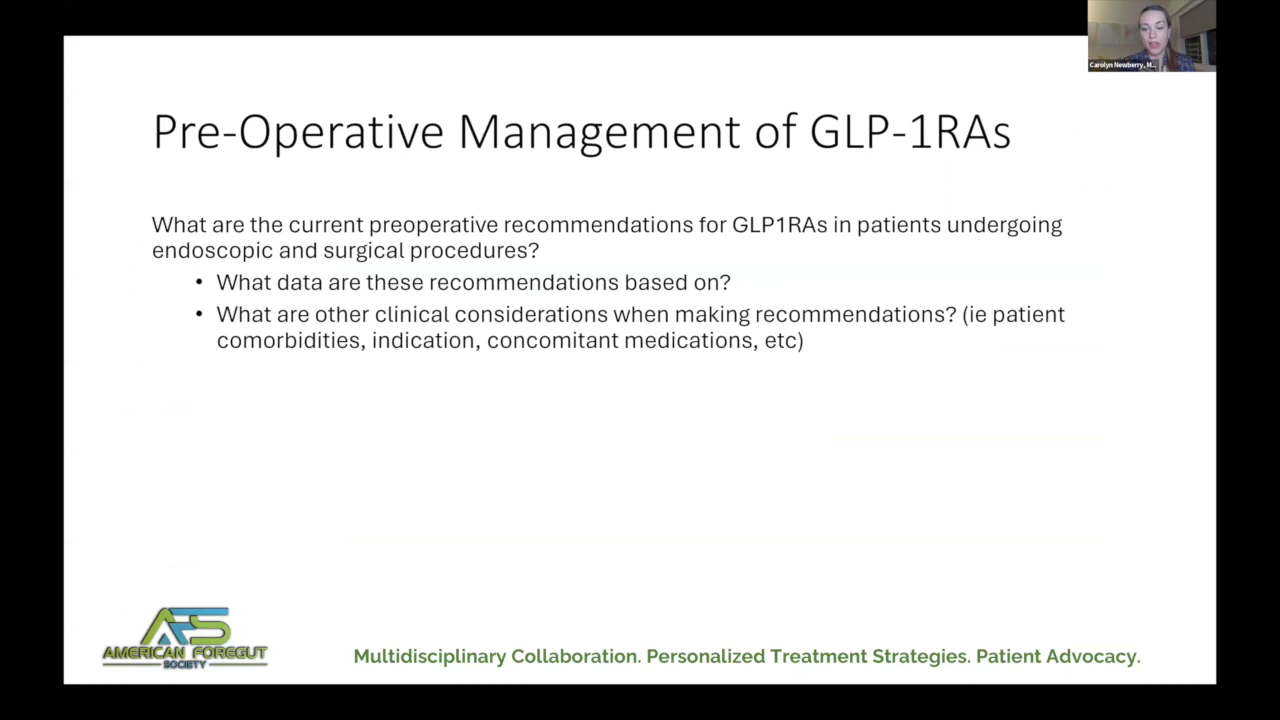 Carolyn Newberry, M...
Pre-Operative Management of GLP-1RAs
What are the current preoperative recommendations for GLP1RAs in patients undergoing
endoscopic and surgical procedures?
• What data are these recommendations based on?
• What are other clinical considerations when making recommendations? (ie patient
comorbidities, indication, concomitant medications, etc)
AFS
AMERICAN FOREGUT
SOCIETY
Multidisciplinary Collaboration. Personalized Treatment Strategies. Patient Advocacy.